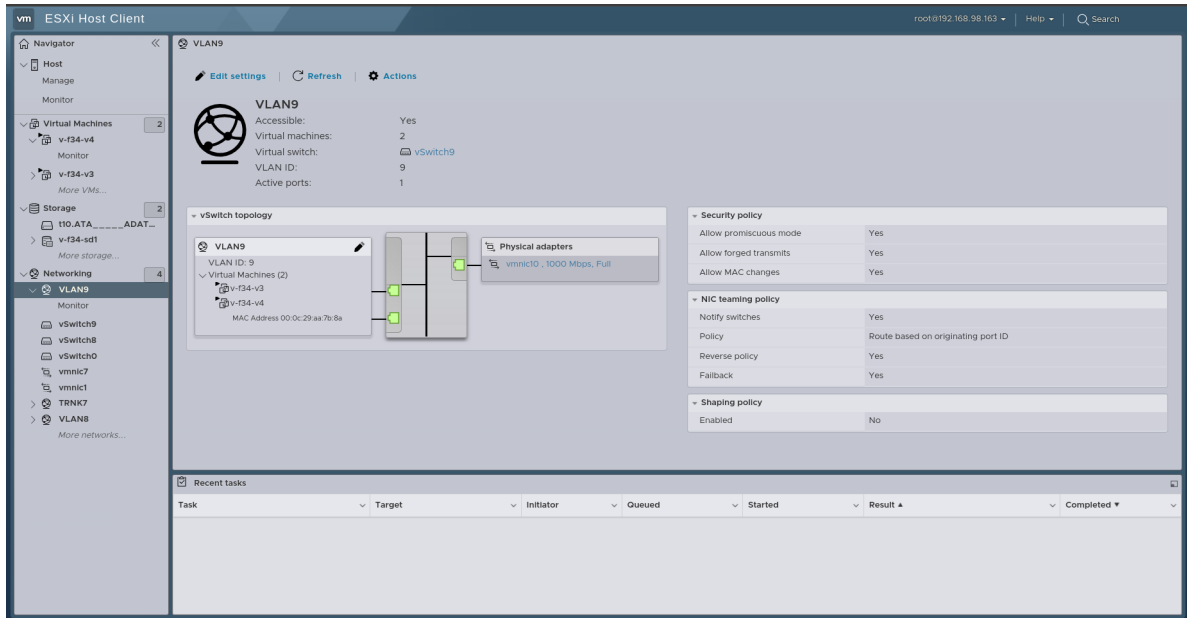 vm ESXi Host Client
root@192.168.98.163 Help Search
Navigator
Host
Manage
Monitor
Virtual Machines 2
v-f34-v4
Monitor
v-f34-v3
More VMs...
Storage 2
t10.ATA_____ADAT...
v-f34-sd1
More storage...
Networking 4
VLAN9
Monitor
vSwitch9
vSwitch8
vSwitch0
vmnic7
vmnic1
TRNK7
VLAN8
More networks...
VLAN9
Edit settings Refresh Actions
VLAN9
Accessible: Yes
Virtual machines: 2
Virtual switch: vSwitch9
VLAN ID: 9
Active ports: 1
vSwitch topology
VLAN9
VLAN ID: 9
Virtual Machines (2)
v-f34-v3
v-f34-v4
MAC Address 00:0c:29:aa:7b:8a
Physical adapters
vmnic10 , 1000 Mbps, Full
Security policy
Allow promiscuous mode Yes
Allow forged transmits Yes
Allow MAC changes Yes
NIC teaming policy
Notify switches Yes
Policy Route based on originating port ID
Reverse policy Yes
Failback Yes
Shaping policy
Enabled No
Recent tasks
Task Target Initiator Queued Started Result ▲ Completed ▼